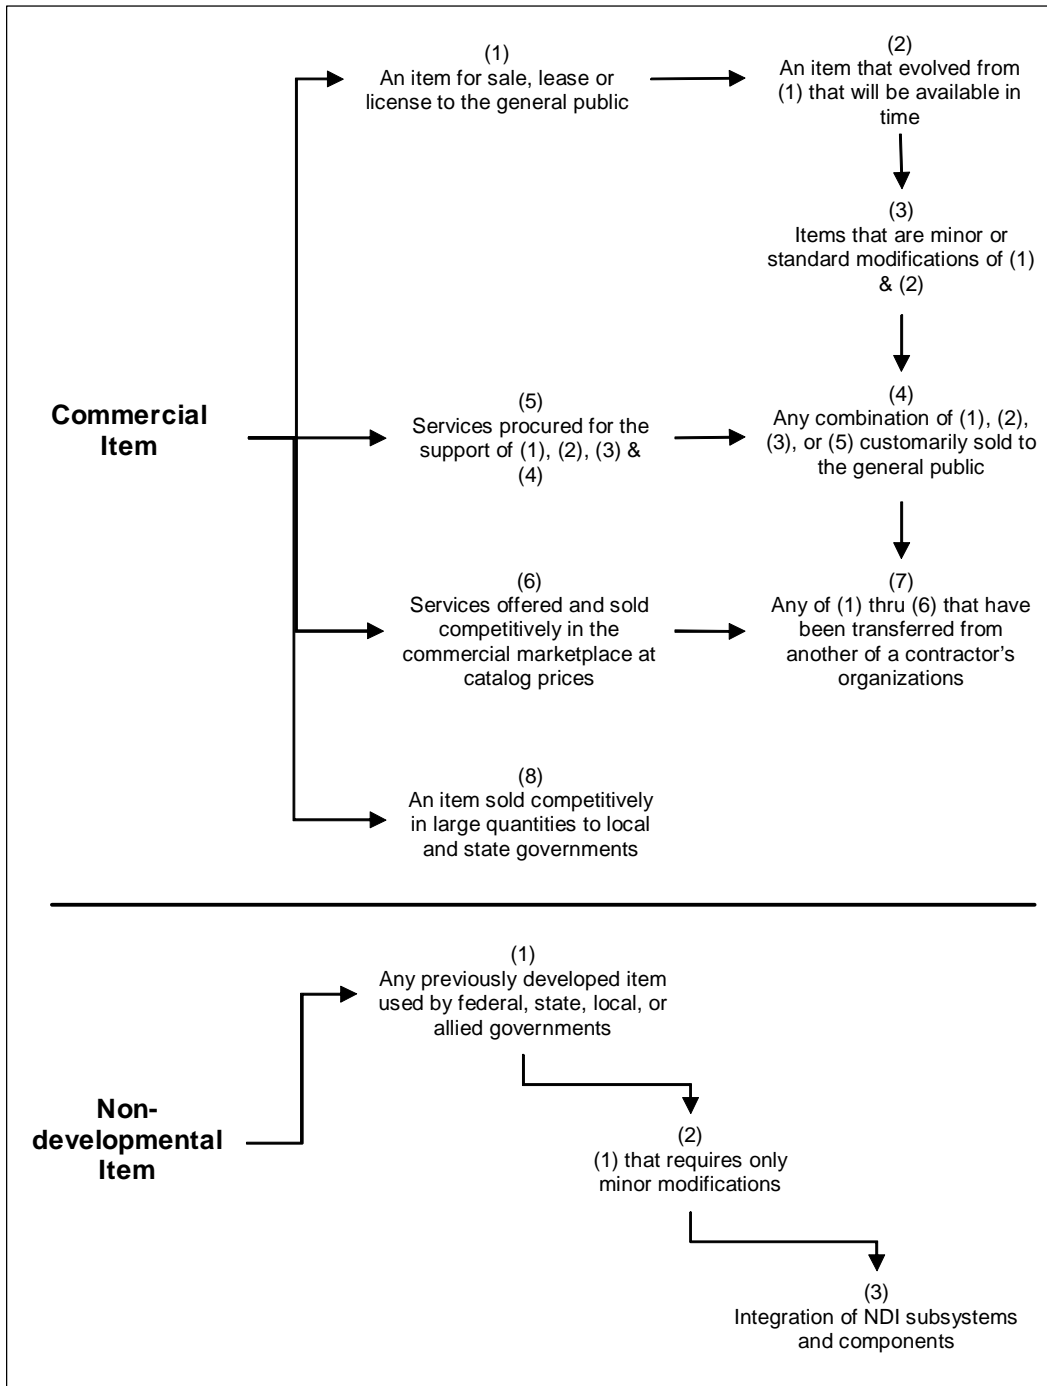 (1)
An item for sale, lease or
license to the general public
(2)
An item that evolved from
(1) that will be available in
time
(3)
Items that are minor or
standard modifications of (1)
& (2)
Commercial
Item
(5)
Services procured for the
support of (1), (2), (3) &
(4)
(4)
Any combination of (1), (2),
(3), or (5) customarily sold to
the general public
(6)
Services offered and sold
competitively in the
commercial marketplace at
catalog prices
(7)
Any of (1) thru (6) that have
been transferred from
another of a contractor's
organizations
(8)
An item sold competitively
in large quantities to local
and state governments
(1)
Any previously developed item
used by federal, state, local, or
allied governments
Non-
developmental
Item
(2)
(1) that requires only
minor modifications
(3)
Integration of NDI subsystems
and components